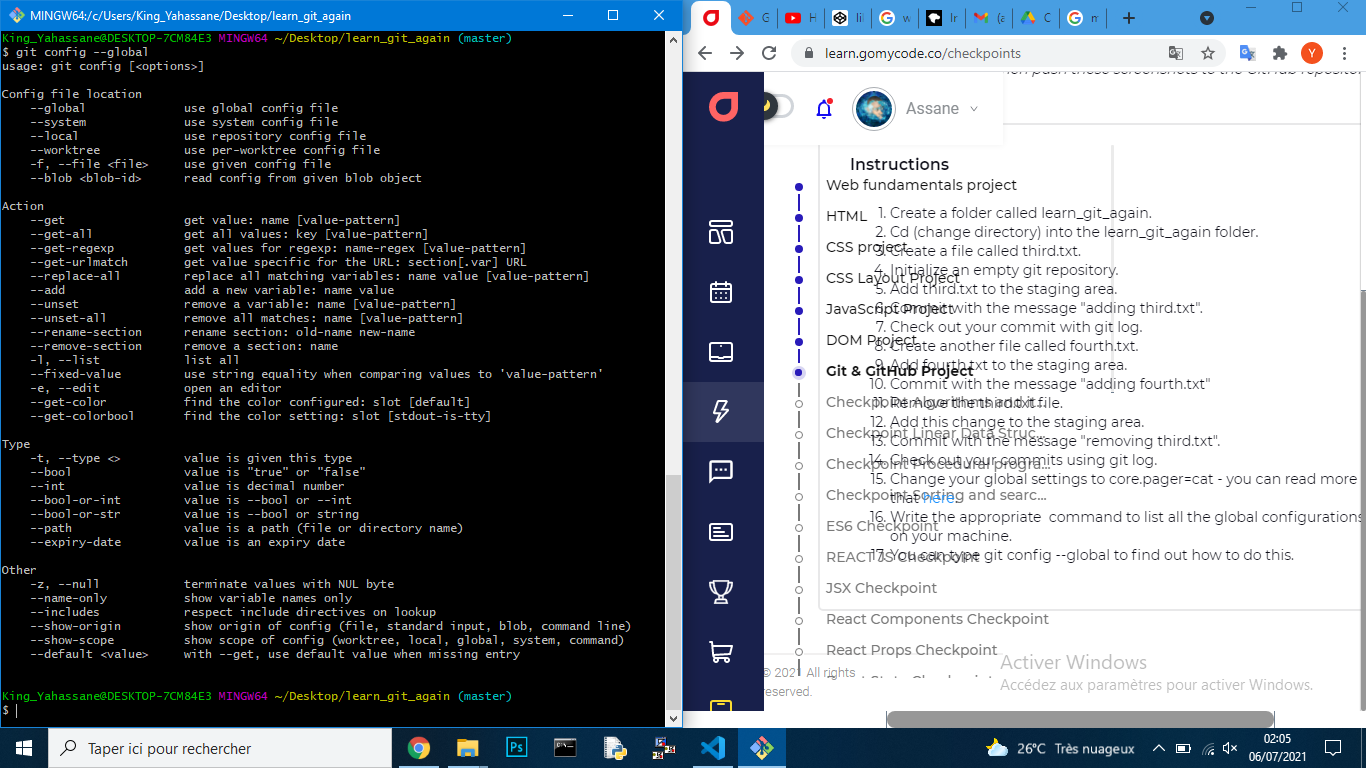 MINGW64:/c/Users/King_Yahassane/Desktop/learn_git_again
King_Yahassane@DESKTOP-7CM84E3 MINGW64 ~/Desktop/learn_git_again (master)
$ git config --global
usage: git config [<options>]
Config file location
--global use global config file
--system use system config file
--local use repository config file
--worktree use per-worktree config file
-f, --file <file> use given config file
--blob <blob-id> read config from given blob object
Action
--get get value: name [value-pattern]
--get-all get all values: key [value-pattern]
--get-regexp get values for regexp: name-regex [value-pattern]
--get-urlmatch get value specific for the URL: section[.var] URL
--replace-all replace all matching variables: name value [value-pattern]
--add add a new variable: name value
--unset remove a variable: name [value-pattern]
--unset-all remove all matches: name [value-pattern]
--rename-section rename section: old-name new-name
--remove-section remove a section: name
-l, --list list all
--fixed-value use string equality when comparing values to 'value-pattern'
-e, --edit open an editor
--get-color find the color configured: slot [default]
--get-colorbool find the color setting: slot [stdout-is-tty]
Type
-t, --type <> value is given this type
--bool value is "true" or "false"
--int value is decimal number
--bool-or-int value is --bool or --int
--bool-or-str value is --bool or string
--path value is a path (file or directory name)
--expiry-date value is an expiry date
Other
-z, --null terminate values with NUL byte
--name-only show variable names only
--includes respect include directives on lookup
--show-origin show origin of config (file, standard input, blob, command line)
--show-scope show scope of config (worktree, local, global, system, command)
--default <value> with --get, use default value when missing entry
King_Yahassane@DESKTOP-7CM84E3 MINGW64 ~/Desktop/learn_git_again (master)
$
learn.gomycode.co/checkpoints
Y
push these screenshots to the GitHub
Assane
Instructions
Web fundamentals project
HTML
CSS project
CSS Layout Project
JavaScript Project
DOM Project
Git & GitHub Project
Checkpoint Algorithms and it...
Checkpoint Linear Data Struc...
Checkpoint Procedural progra...
Checkpoint Sorting and searc...
ES6 Checkpoint
REACT JS Checkpoint
JSX Checkpoint
React Components Checkpoint
React Props Checkpoint
1. Create a folder called learn_git_again.
2. Cd (change directory) into the learn_git_again folder.
3. Create a file called third.txt.
4. Initialize an empty git repository.
5. Add third.txt to the staging area.
6. Commit with the message "adding third.txt".
7. Check out your commit with git log.
8. Create another file called fourth.txt.
9. Add fourth.txt to the staging area.
10. Commit with the message "adding fourth.txt"
11. Remove the third.txt file.
12. Add this change to the staging area.
13. Commit with the message "removing third.txt".
14. Check out your commits using git log.
15. Change your global settings to core.pager=cat - you can read more
that here.
16. Write the appropriate command to list all the global configurations
on your machine.
17. You can type git config --global to find out how to do this.
© 2021 All rights
reserved.
Activer Windows
Accédez aux paramètres pour activer Windows.
Taper ici pour rechercher
Ps
26°C Très nuageux
02:05
06/07/2021